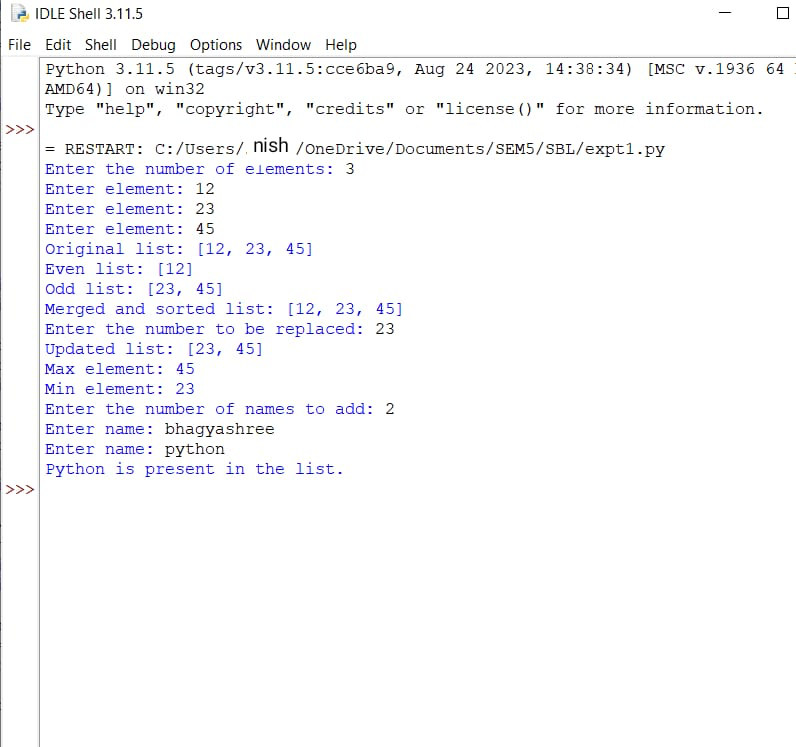 IDLE Shell 3.11.5
File Edit Shell Debug Options Window Help
Python 3.11.5 (tags/v3.11.5:cce6ba9, Aug 24 2023, 14:38:34) [MSC v.1936 64
AMD64)] on win32
Type "help", "copyright", "credits" or "license()" for more information.
>>>
= RESTART: C:/Users/ nish /OneDrive/Documents/SEM5/SBL/expt1.py
Enter the number of elements: 3
Enter element: 12
Enter element: 23
Enter element: 45
Original list: [12, 23, 45]
Even list: [12]
Odd list: [23, 45]
Merged and sorted list: [12, 23, 45]
Enter the number to be replaced: 23
Updated list: [23, 45]
Max element: 45
Min element: 23
Enter the number of names to add: 2
Enter name: bhagyashree
Enter name: python
Python is present in the list.
>>>